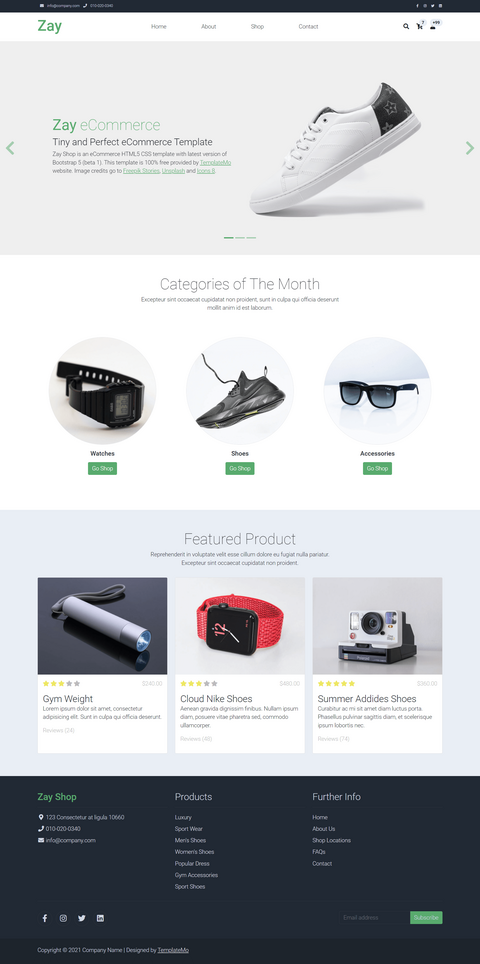 info@company.com 010-020-0340
Zay
Home About Shop Contact
7 +99
Zay eCommerce
Tiny and Perfect eCommerce Template
Zay Shop is an eCommerce HTML5 CSS template with latest version of
Bootstrap 5 (beta 1). This template is 100% free provided by TemplateMo
website. Image credits go to Freepik Stories, Unsplash and Icons 8.
Categories of The Month
Excepteur sint occaecat cupidatat non proident, sunt in culpa qui officia deserunt
mollit anim id est laborum.
Watches
Go Shop
Shoes
Go Shop
Accessories
Go Shop
Featured Product
Reprehenderit in voluptate velit esse cillum dolore eu fugiat nulla pariatur.
Excepteur sint occaecat cupidatat non proident.
$240.00
Gym Weight
Lorem ipsum dolor sit amet, consectetur
adipisicing elit. Sunt in culpa qui officia deserunt.
Reviews (24)
12
$480.00
Cloud Nike Shoes
Aenean gravida dignissim finibus. Nullam ipsum
diam, posuere vitae pharetra sed, commodo
ullamcorper.
Reviews (48)
$360.00
Summer Addides Shoes
Curabitur ac mi sit amet diam luctus porta.
Phasellus pulvinar sagittis diam, et scelerisque
ipsum lobortis nec.
Reviews (74)
Zay Shop
123 Consectetur at ligula 10660
010-020-0340
info@company.com
Products
Luxury
Sport Wear
Men's Shoes
Women's Shoes
Popular Dress
Gym Accessories
Sport Shoes
Further Info
Home
About Us
Shop Locations
FAQs
Contact
Email address Subscribe
Copyright © 2021 Company Name | Designed by TemplateMo